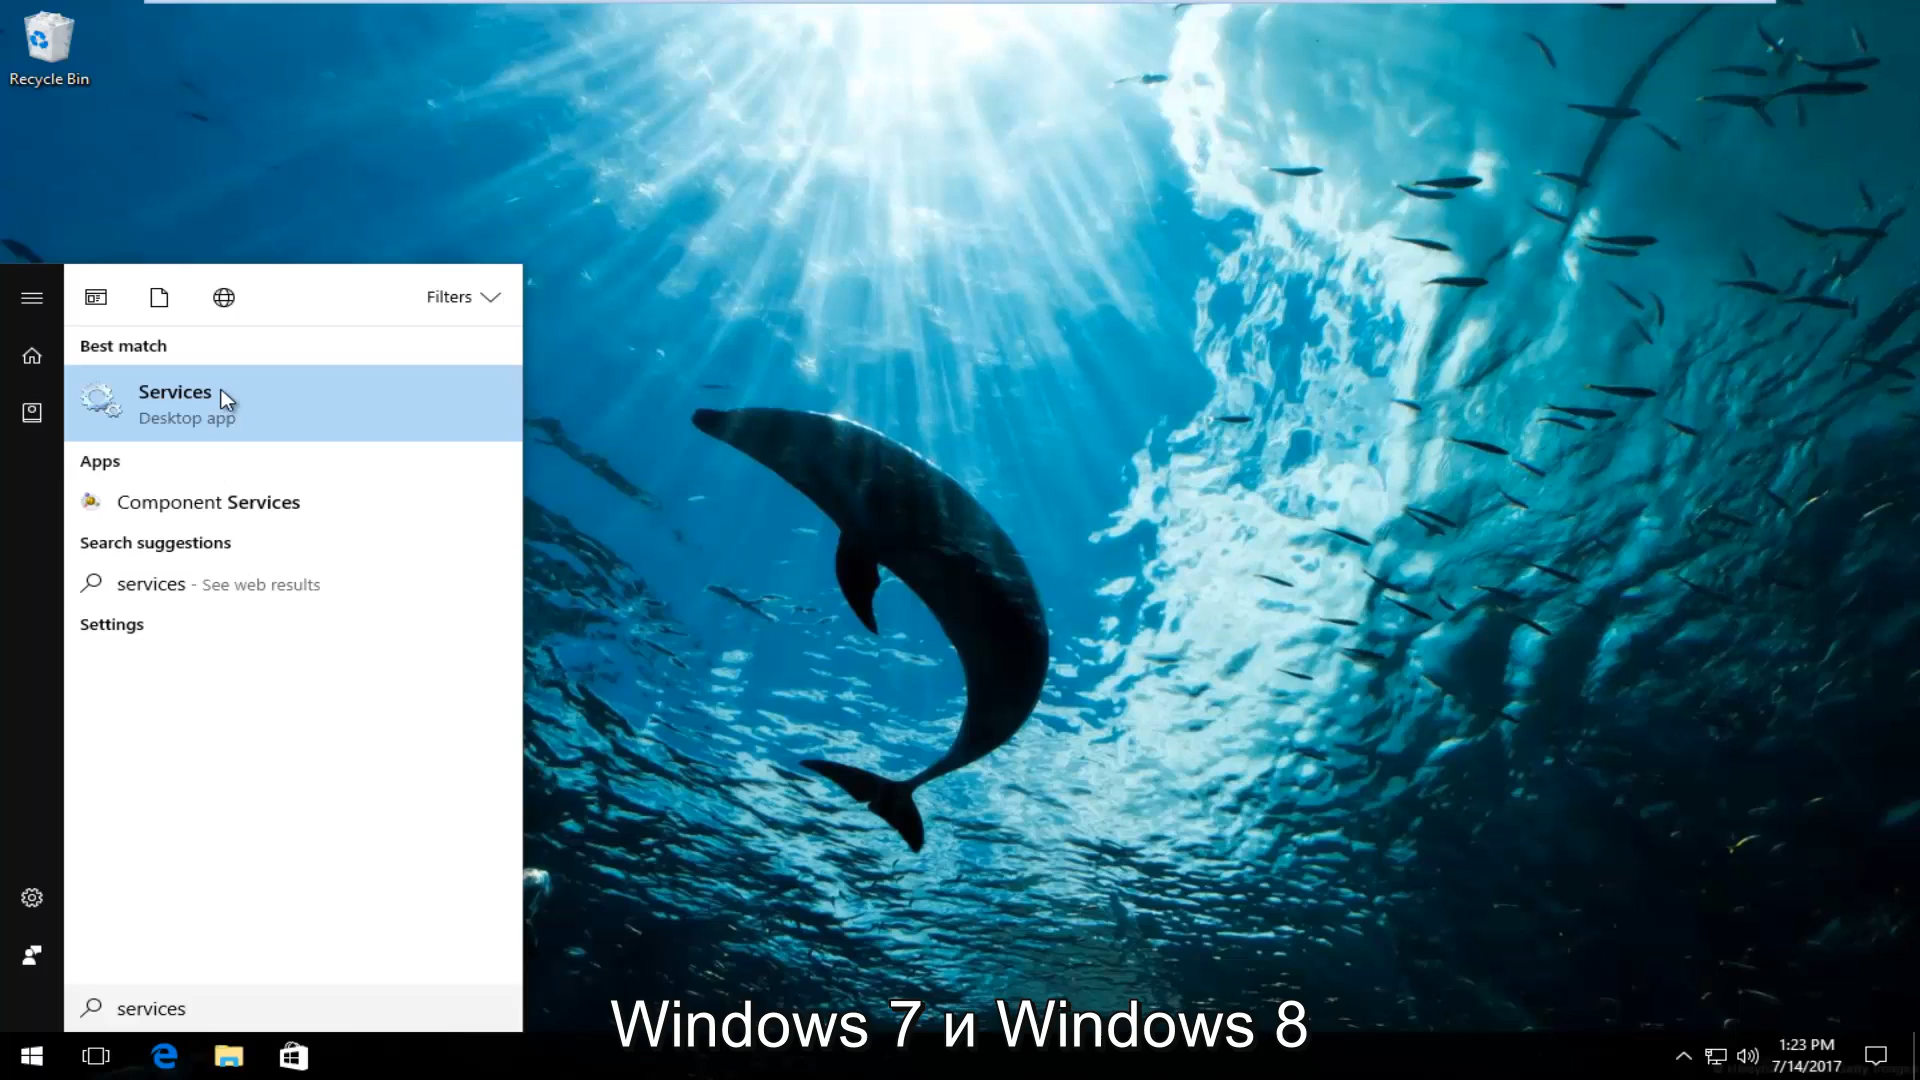 Recycle Bin
Filters
Best match
Services
Desktop app
Apps
Component Services
Search suggestions
services - See web results
Settings
services
Windows 7 и Windows 8
1:23 PM
7/14/2017